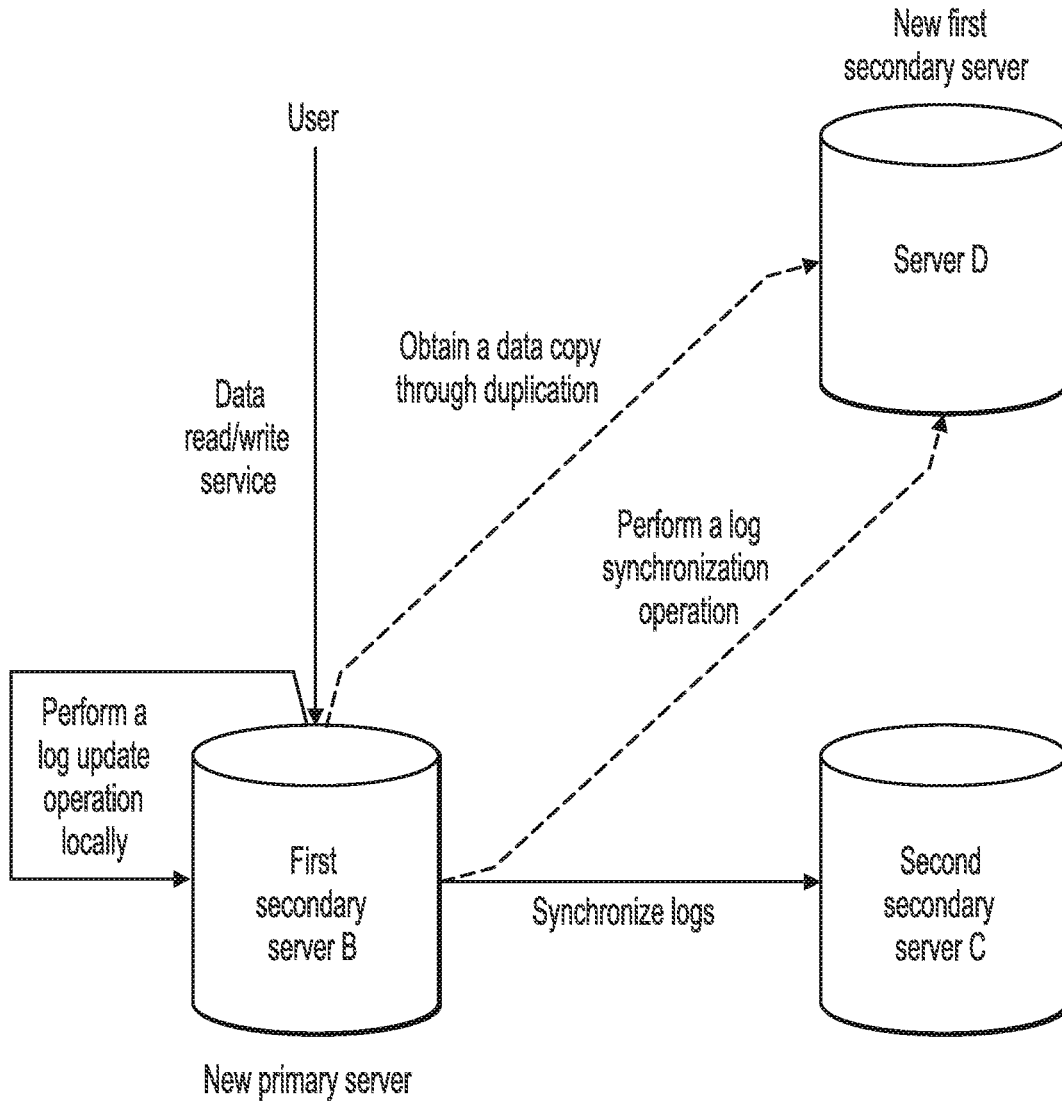 New first
secondary server
User
Server D
Obtain a data copy
through duplication
Data
read/write
service
Perform a log
synchronization
operation
Perform a
log update
operation
locally
First
secondary
server B
Synchronize logs
Second
secondary
server C
New primary server